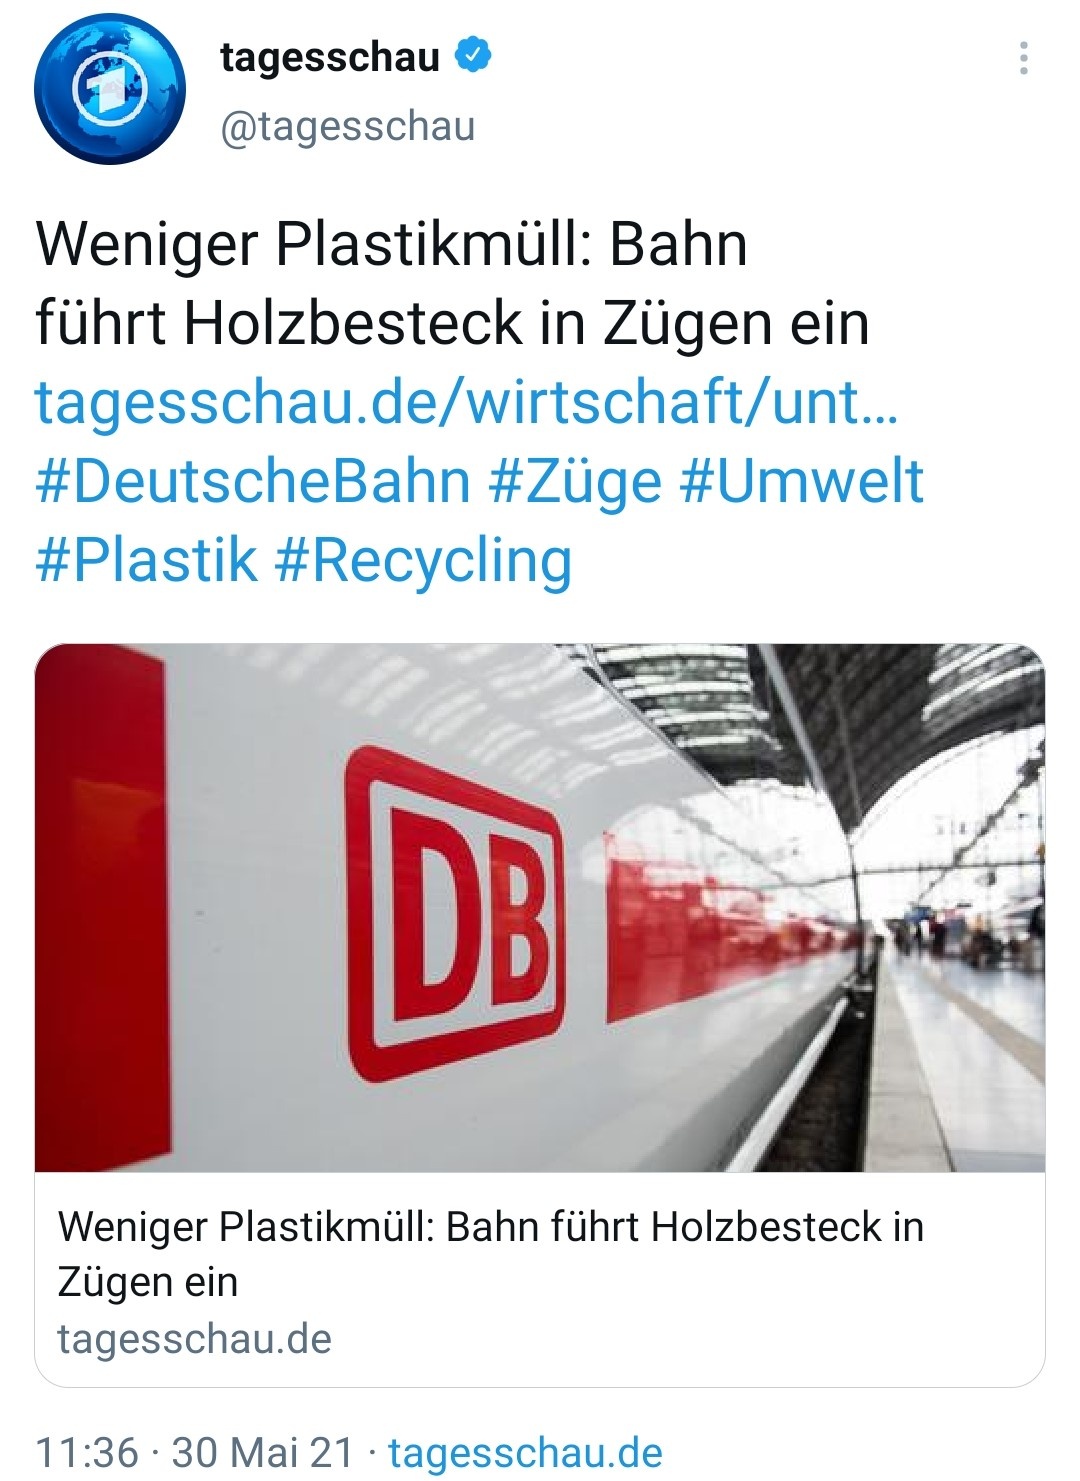 tagesschau
@tagesschau
Weniger Plastikmüll: Bahn
führt Holzbesteck in Zügen ein
tagesschau.de/wirtschaft/unt…
#DeutscheBahn #Züge #Umwelt
#Plastik #Recycling
DB
Weniger Plastikmüll: Bahn führt Holzbesteck in
Zügen ein
tagesschau.de
11:36 · 30 Mai 21 · tagesschau.de